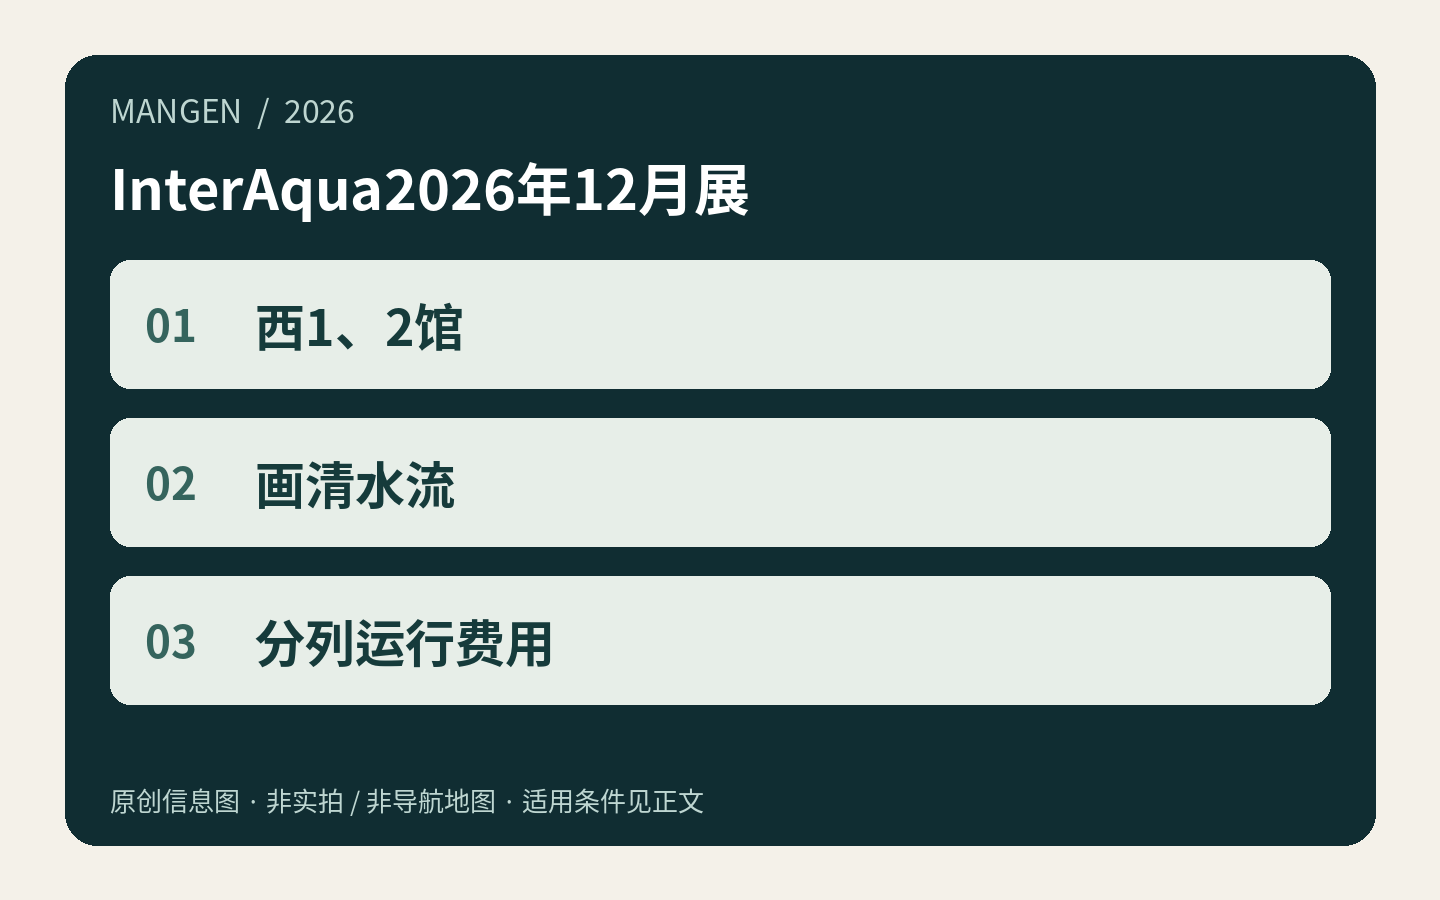 MANGEN / 2026
InterAqua2026年12月展
01 西1、2馆
02 画清水流
03 分列运行费用
原创信息图 · 非实拍 / 非导航地图 · 适用条件见正文